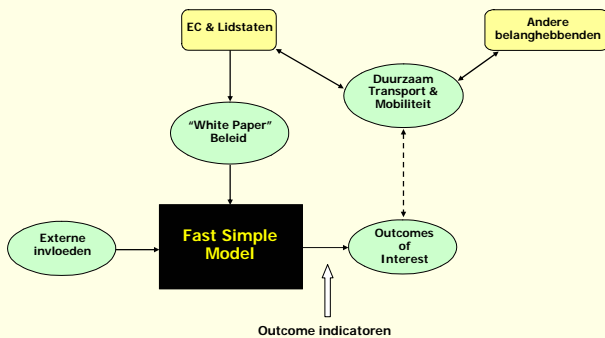 EC & Lidstaten
Andere
belanghebbenden
Duurzaam
Transport &
Mobiliteit
"White Paper"
Beleid
Externe
invloeden
Fast Simple
Model
Outcomes
of
Interest
Outcome indicatoren